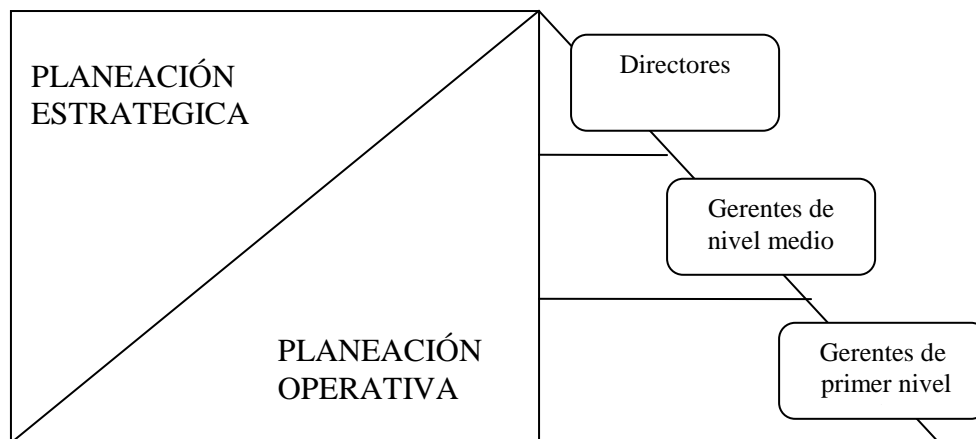 PLANEACIÓN
ESTRATEGICA
Directores
Gerentes de
nivel medio
PLANEACIÓN
OPERATIVA
Gerentes de
primer nivel